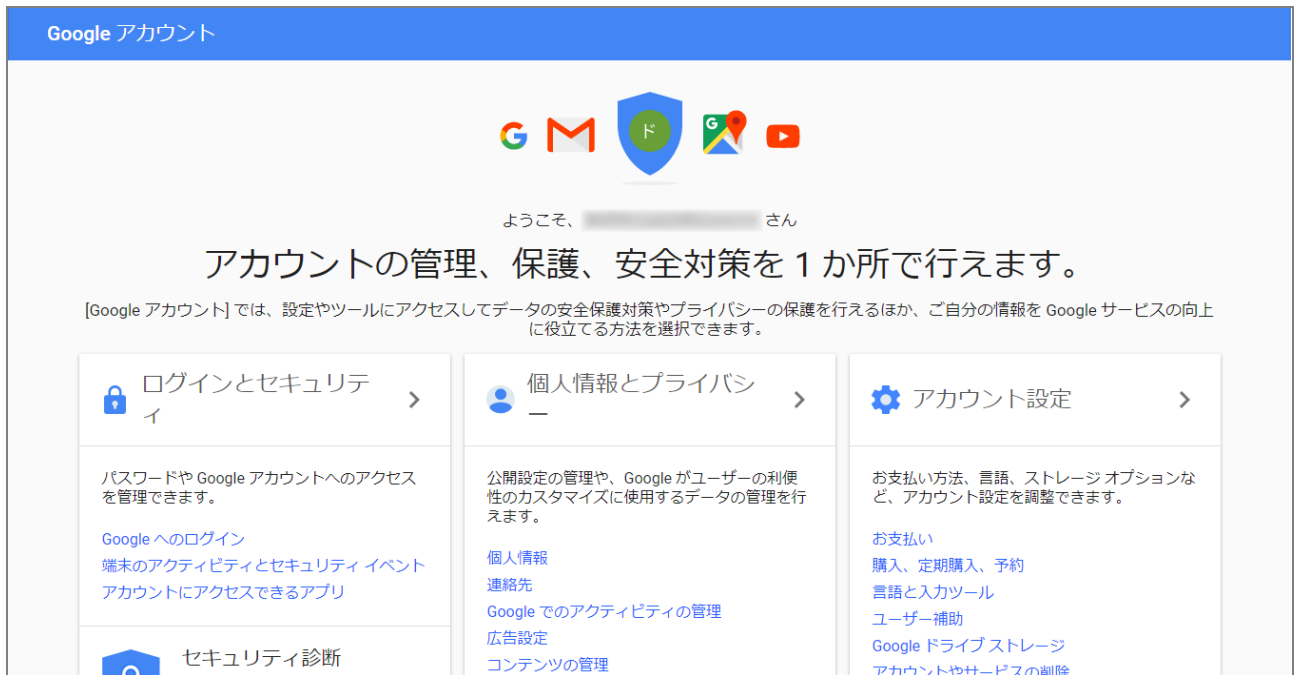 Google アカウント
ド
ようこそ、 さん
アカウントの管理、保護、安全対策を 1 か所で行えます。
[Google アカウント] では、設定やツールにアクセスしてデータの安全保護対策やプライバシーの保護を行えるほか、ご自分の情報を Google サービスの向上
に役立てる方法を選択できます。
ログインとセキュリテ
ィ
パスワードや Google アカウントへのアクセス
を管理できます。
Google へのログイン
端末のアクティビティとセキュリティ イベント
アカウントにアクセスできるアプリ
セキュリティ診断
個人情報とプライバシ
ー
公開設定の管理や、Google がユーザーの利便
性のカスタマイズに使用するデータの管理を行
えます。
個人情報
連絡先
Google でのアクティビティの管理
広告設定
コンテンツの管理
アカウント設定
お支払い方法、言語、ストレージ オプションな
ど、アカウント設定を調整できます。
お支払い
購入、定期購入、予約
言語と入力ツール
ユーザー補助
Google ドライブ ストレージ
アカウントやサービスの削除